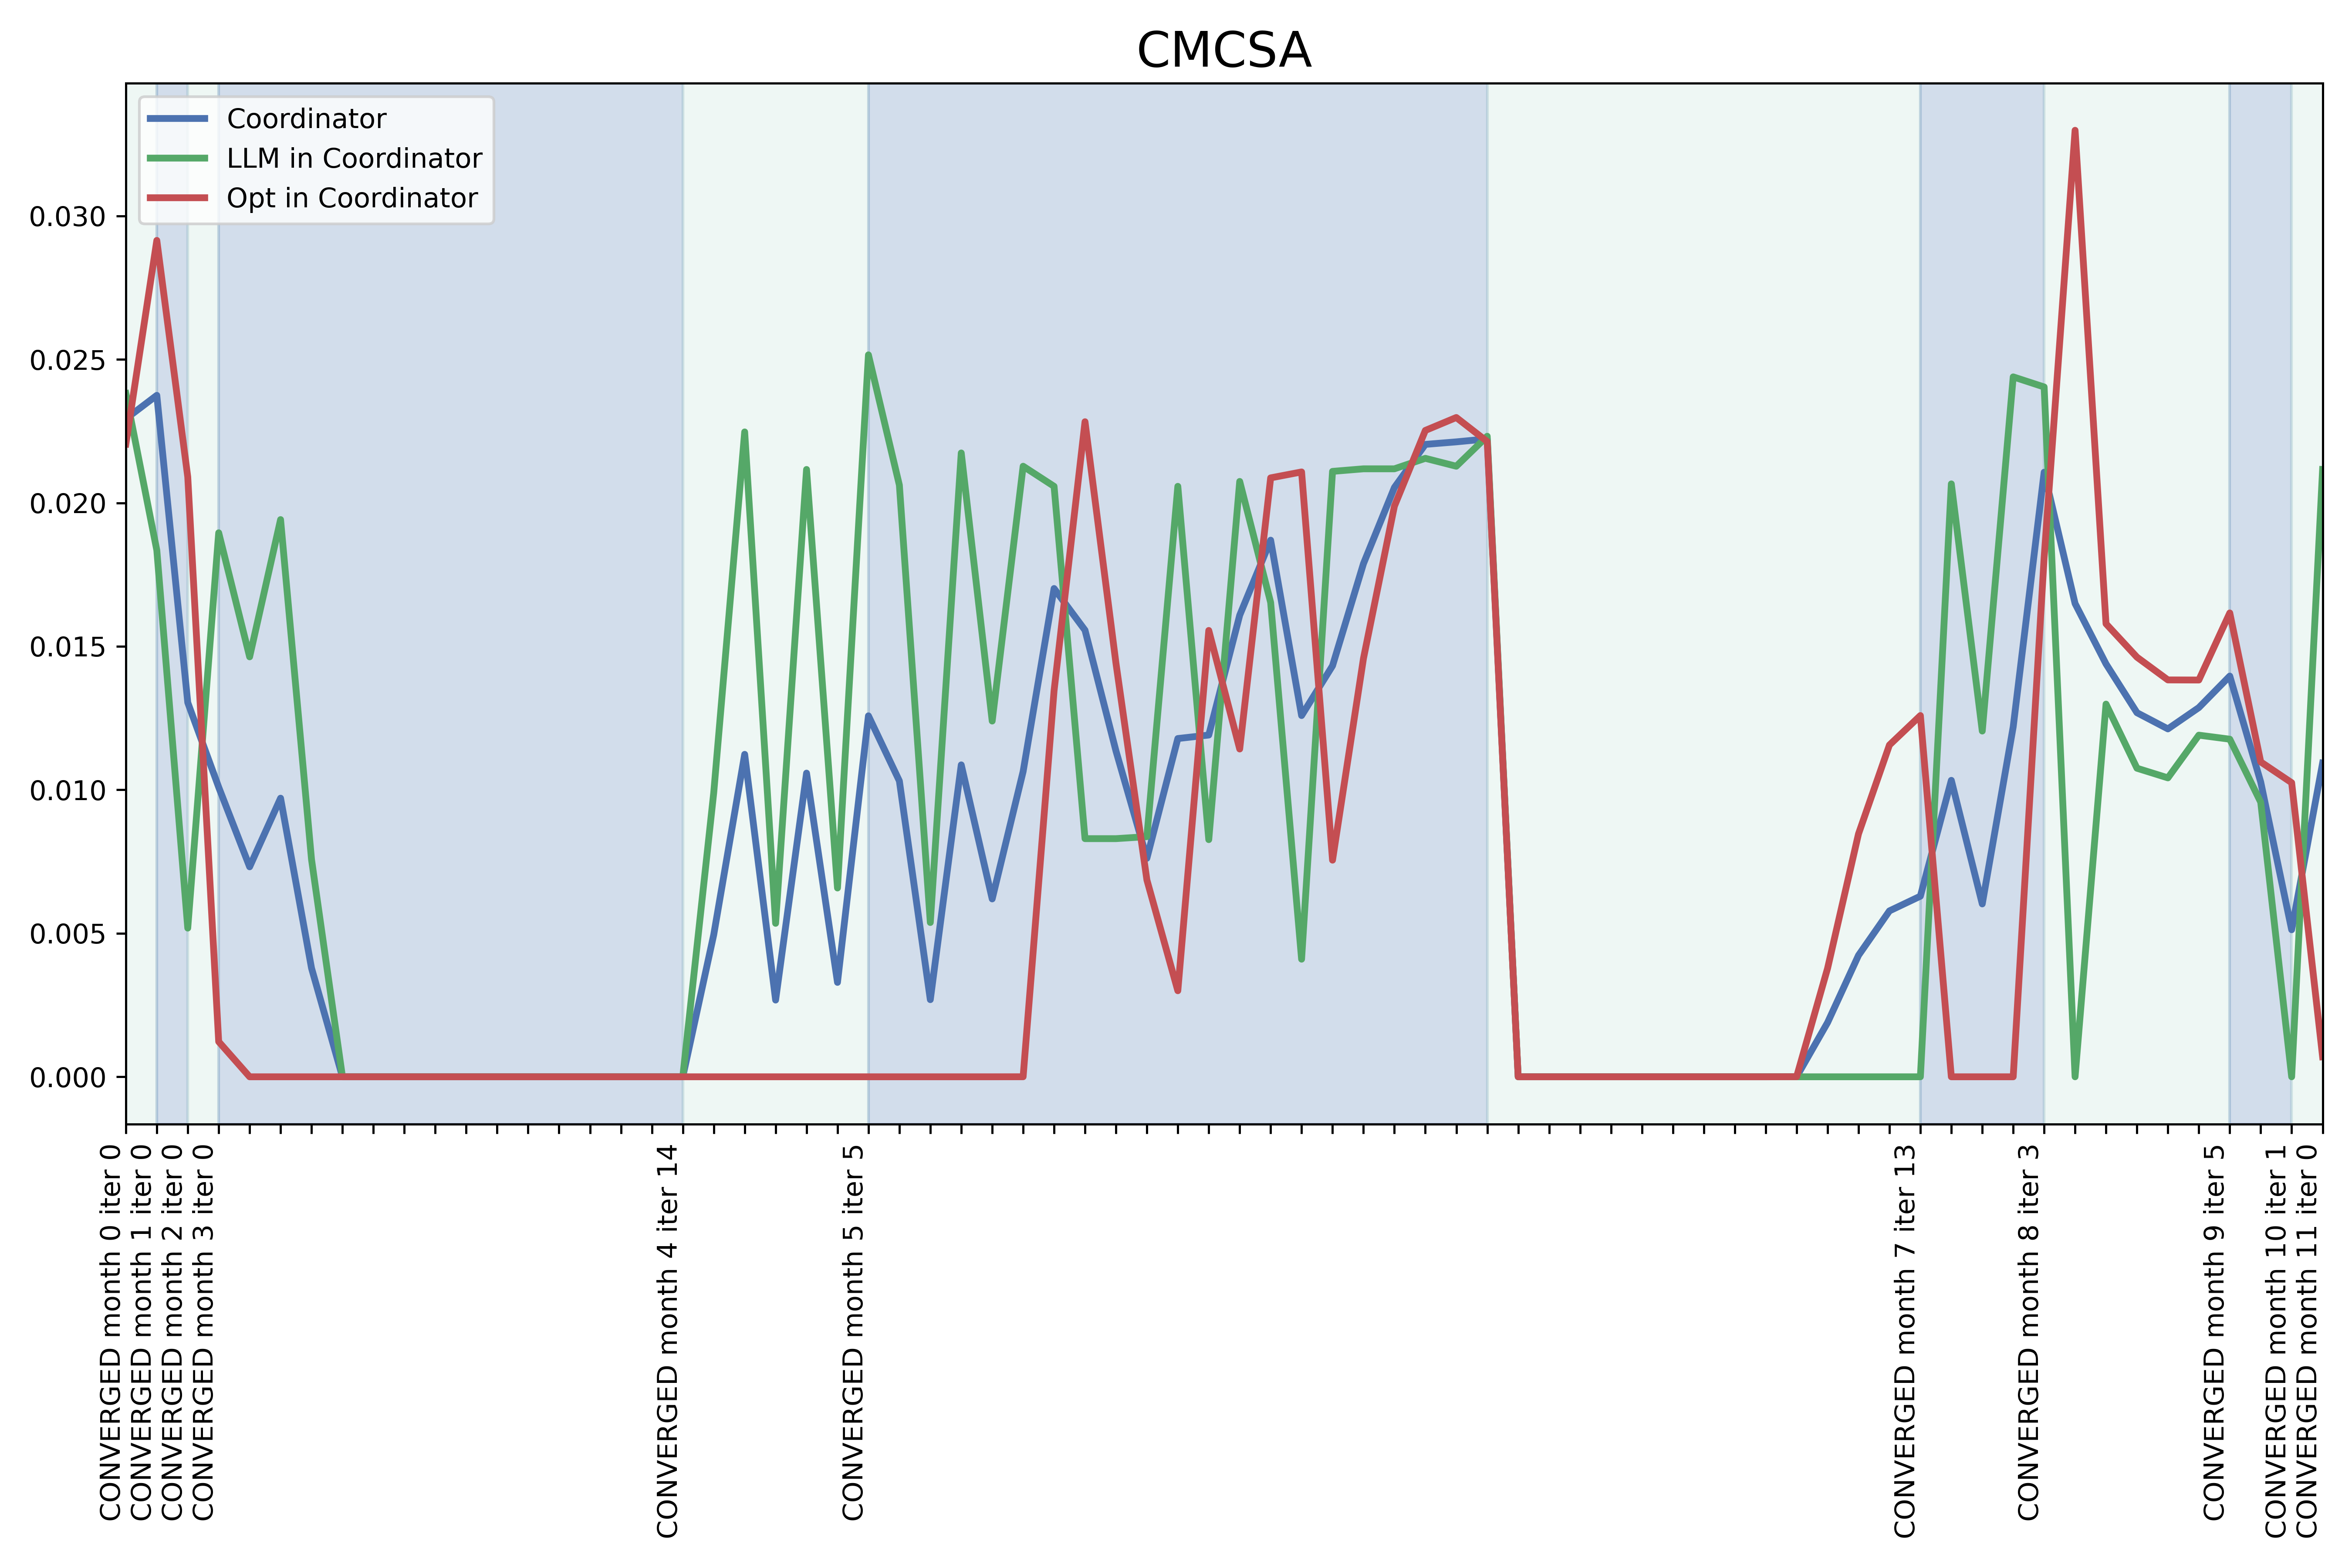 CMCSA
Coordinator
LLM in Coordinator
Opt in Coordinator
0.030
0.025
0.020
0.015
0.010
0.005
0.000
CONVERGED month 0 iter 0
CONVERGED month 1 iter 0
CONVERGED month 2 iter 0
CONVERGED month 3 iter 0
CONVERGED month 4 iter 14
CONVERGED month 5 iter 5
CONVERGED month 7 iter 13
CONVERGED month 8 iter 3
CONVERGED month 9 iter 5
CONVERGED month 10 iter 1
CONVERGED month 11 iter 0